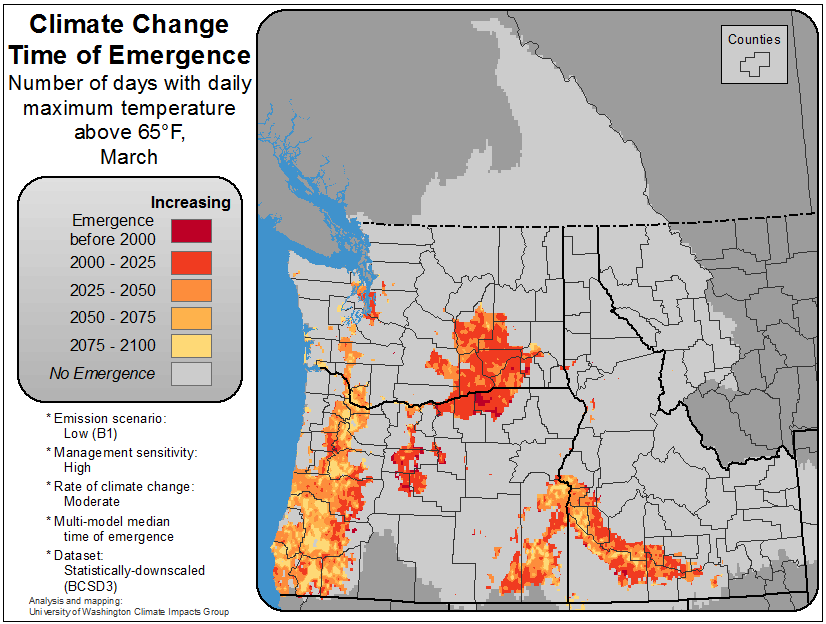 Climate Change
Time of Emergence
Number of days with daily
maximum temperature
above 65°F,
March
Increasing
Emergence
before 2000
2000 - 2025
2025 - 2050
2050 - 2075
2075 - 2100
No Emergence
* Emission scenario:
Low (B1)
* Management sensitivity:
High
* Rate of climate change:
Moderate
* Multi-model median
time of emergence
* Dataset:
Statistically-downscaled
(BCSD3)
Analysis and mapping:
University of Washington Climate Impacts Group
Counties